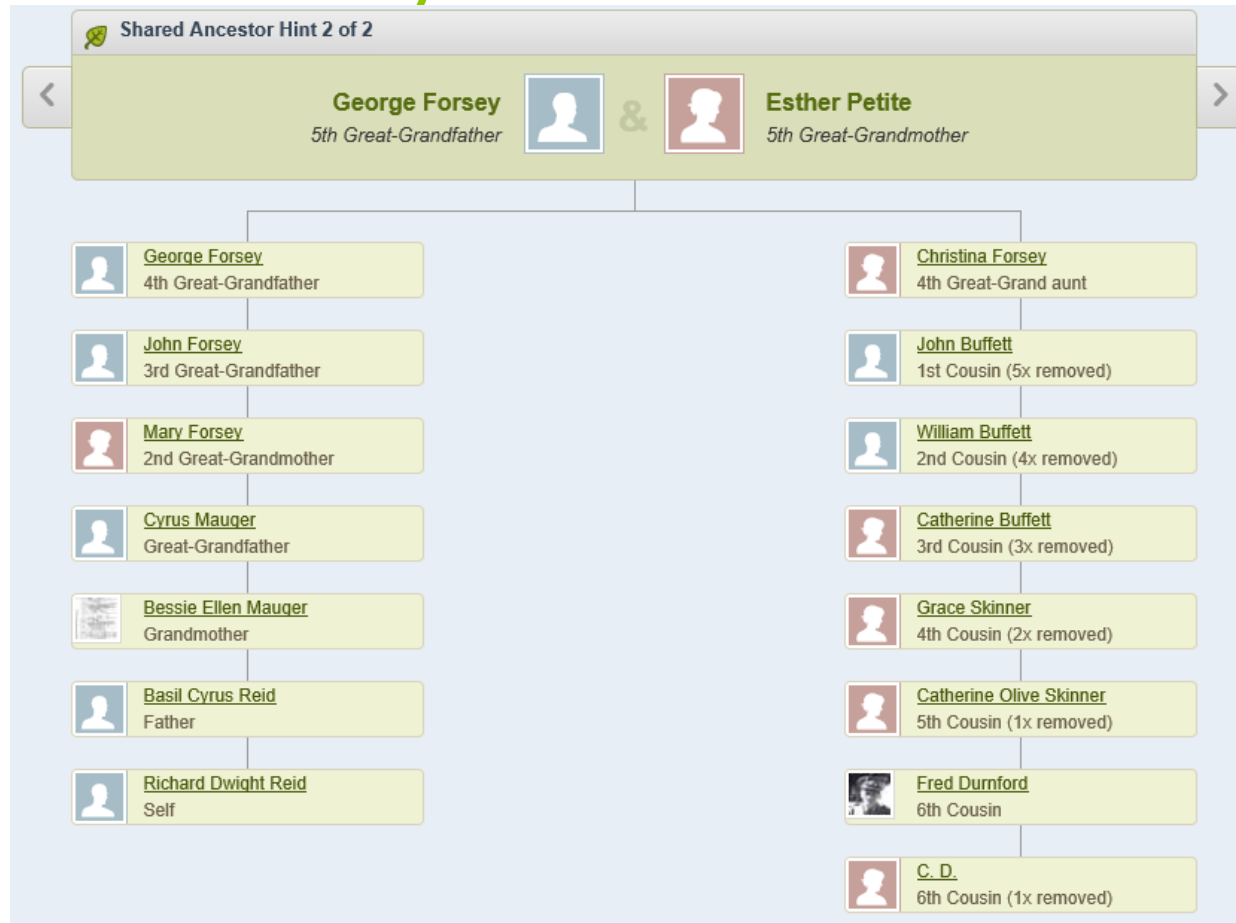 Shared Ancestor Hint 2 of 2
George Forsey
5th Great-Grandfather
&
Esther Petite
5th Great-Grandmother
George Forsey
4th Great-Grandfather
John Forsey
3rd Great-Grandfather
Mary Forsey
2nd Great-Grandmother
Cyrus Mauger
Great-Grandfather
Bessie Ellen Mauger
Grandmother
Basil Cyrus Reid
Father
Richard Dwight Reid
Self
Christina Forsey
4th Great-Grand aunt
John Buffett
1st Cousin (5x removed)
William Buffett
2nd Cousin (4x removed)
Catherine Buffett
3rd Cousin (3x removed)
Grace Skinner
4th Cousin (2x removed)
Catherine Olive Skinner
5th Cousin (1x removed)
Fred Durnford
6th Cousin
C. D.
6th Cousin (1x removed)